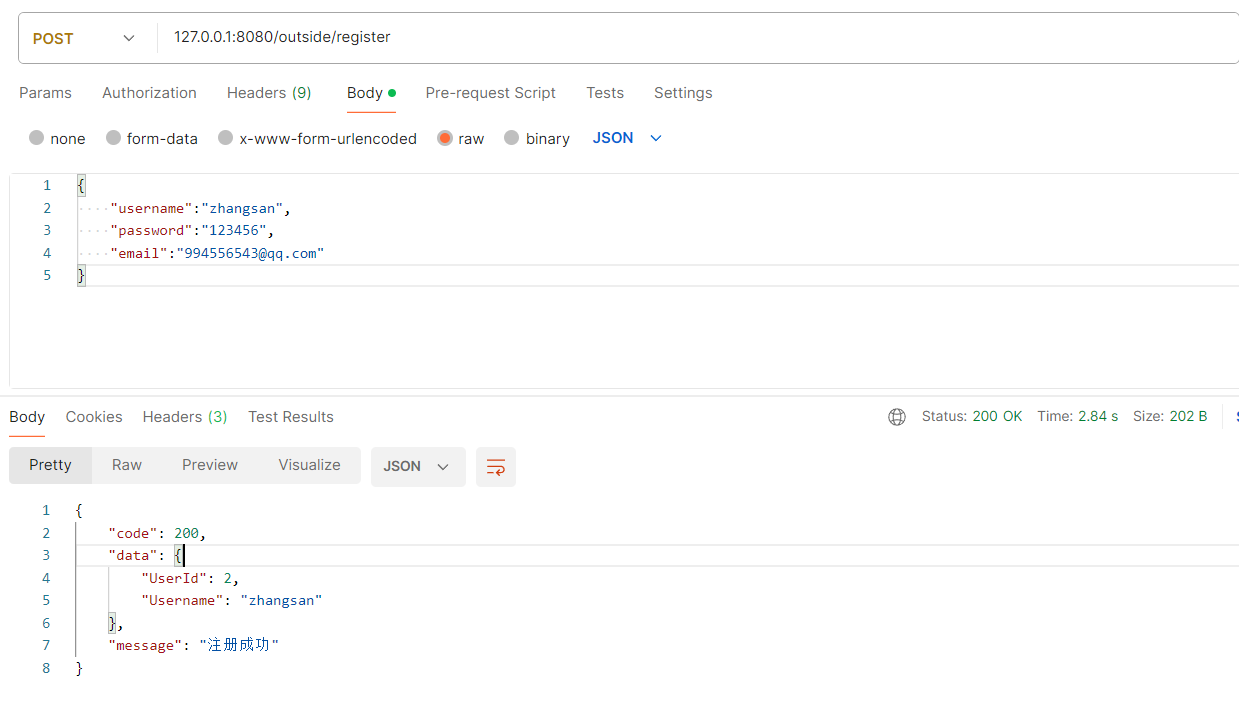 POST 127.0.0.1:8080/outside/register
Params Authorization Headers (9) Body Pre-request Script Tests Settings
none form-data x-www-form-urlencoded raw binary JSON
1 {
2 "username":"zhangsan",
3 "password":"123456",
4 "email":"994556543@qq.com"
5 }
Body Cookies Headers (3) Test Results Status: 200 OK Time: 2.84 s Size: 202 B
Pretty Raw Preview Visualize JSON
1 {
2 "code": 200,
3 "data": {
4 "UserId": 2,
5 "Username": "zhangsan"
6 },
7 "message": "注册成功"
8 }